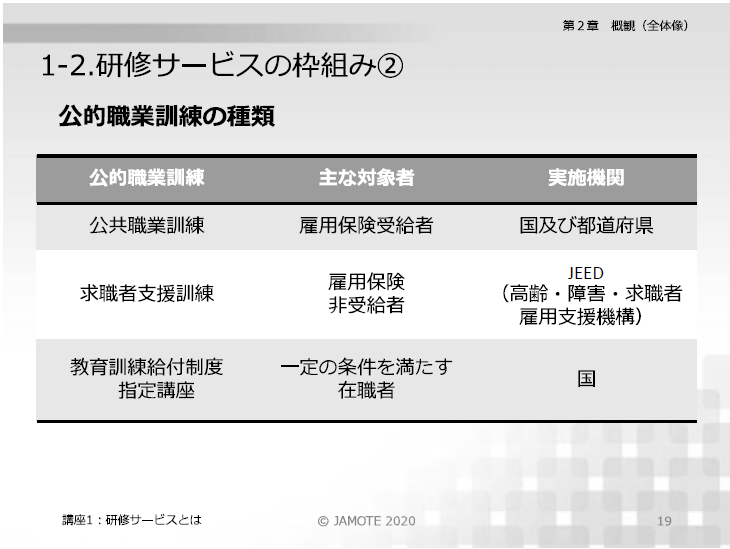 第２章　概観（全体像）
1-2.研修サービスの枠組み②
公的職業訓練の種類
公的職業訓練　主な対象者　実施機関
公共職業訓練　雇用保険受給者　国及び都道府県
求職者支援訓練
雇用保険
非受給者
JEED
（高齢・障害・求職者
雇用支援機構）
教育訓練給付制度
指定講座
一定の条件を満たす
在職者
国
講座1：研修サービスとは　© JAMOTE 2020　19